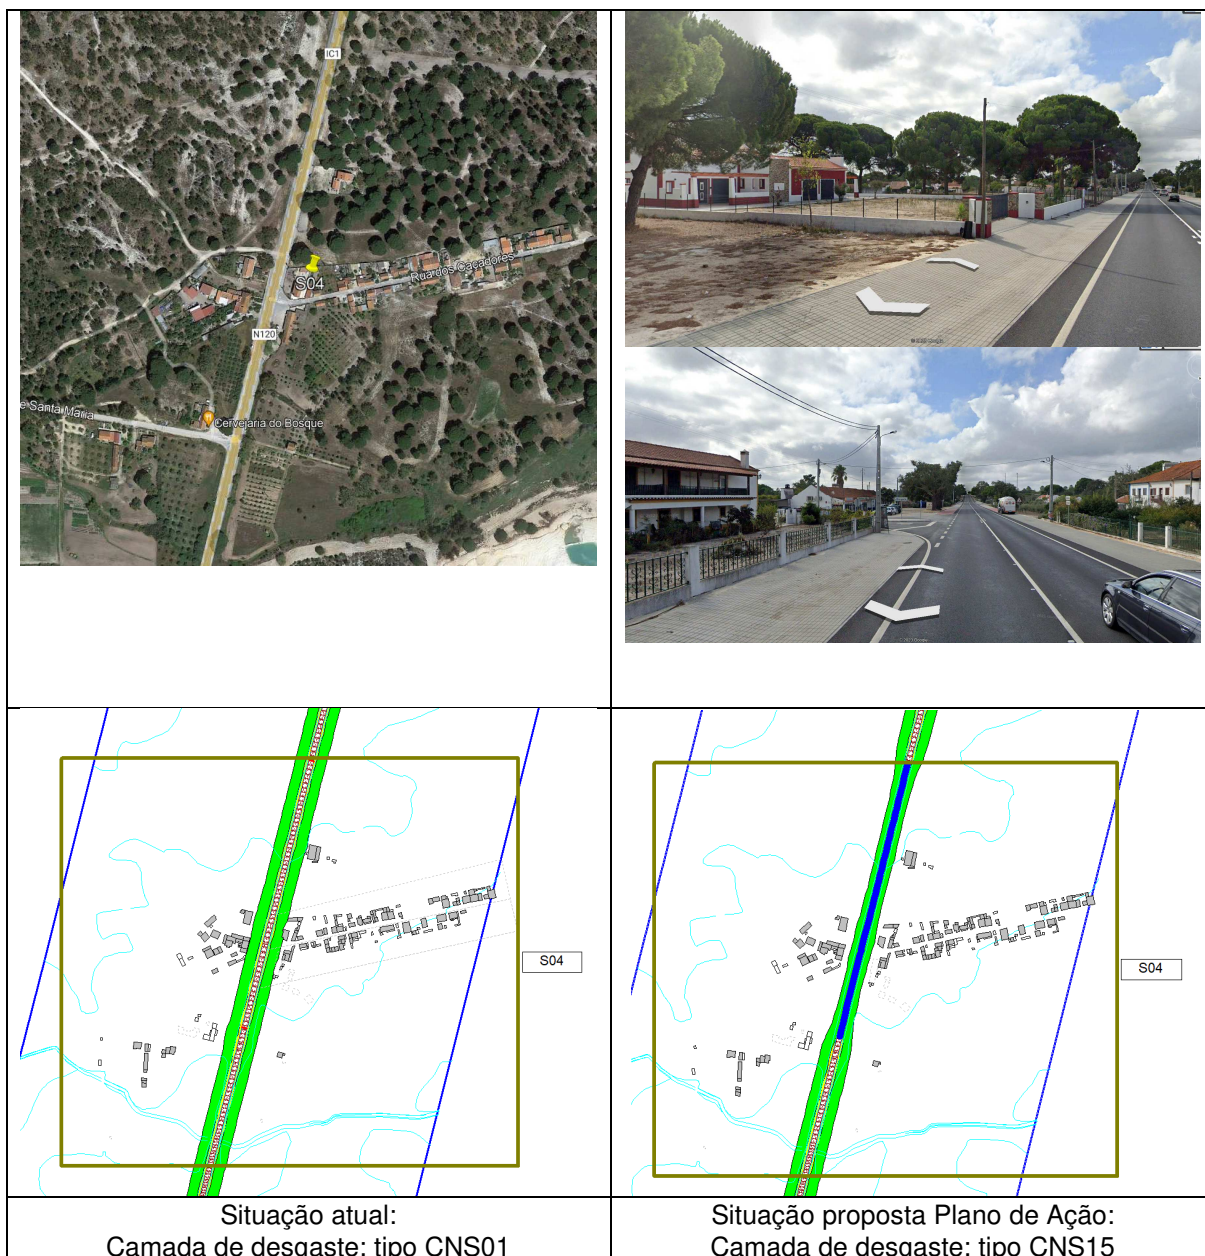 IC1
S04
Rua dos Caçadores
N120
e Santa Maria
Cervejaria do Bosque
S04
S04
Situação atual:
Camada de desgaste: tipo CNS01
Situação proposta Plano de Ação:
Camada de desgaste: tipo CNS15